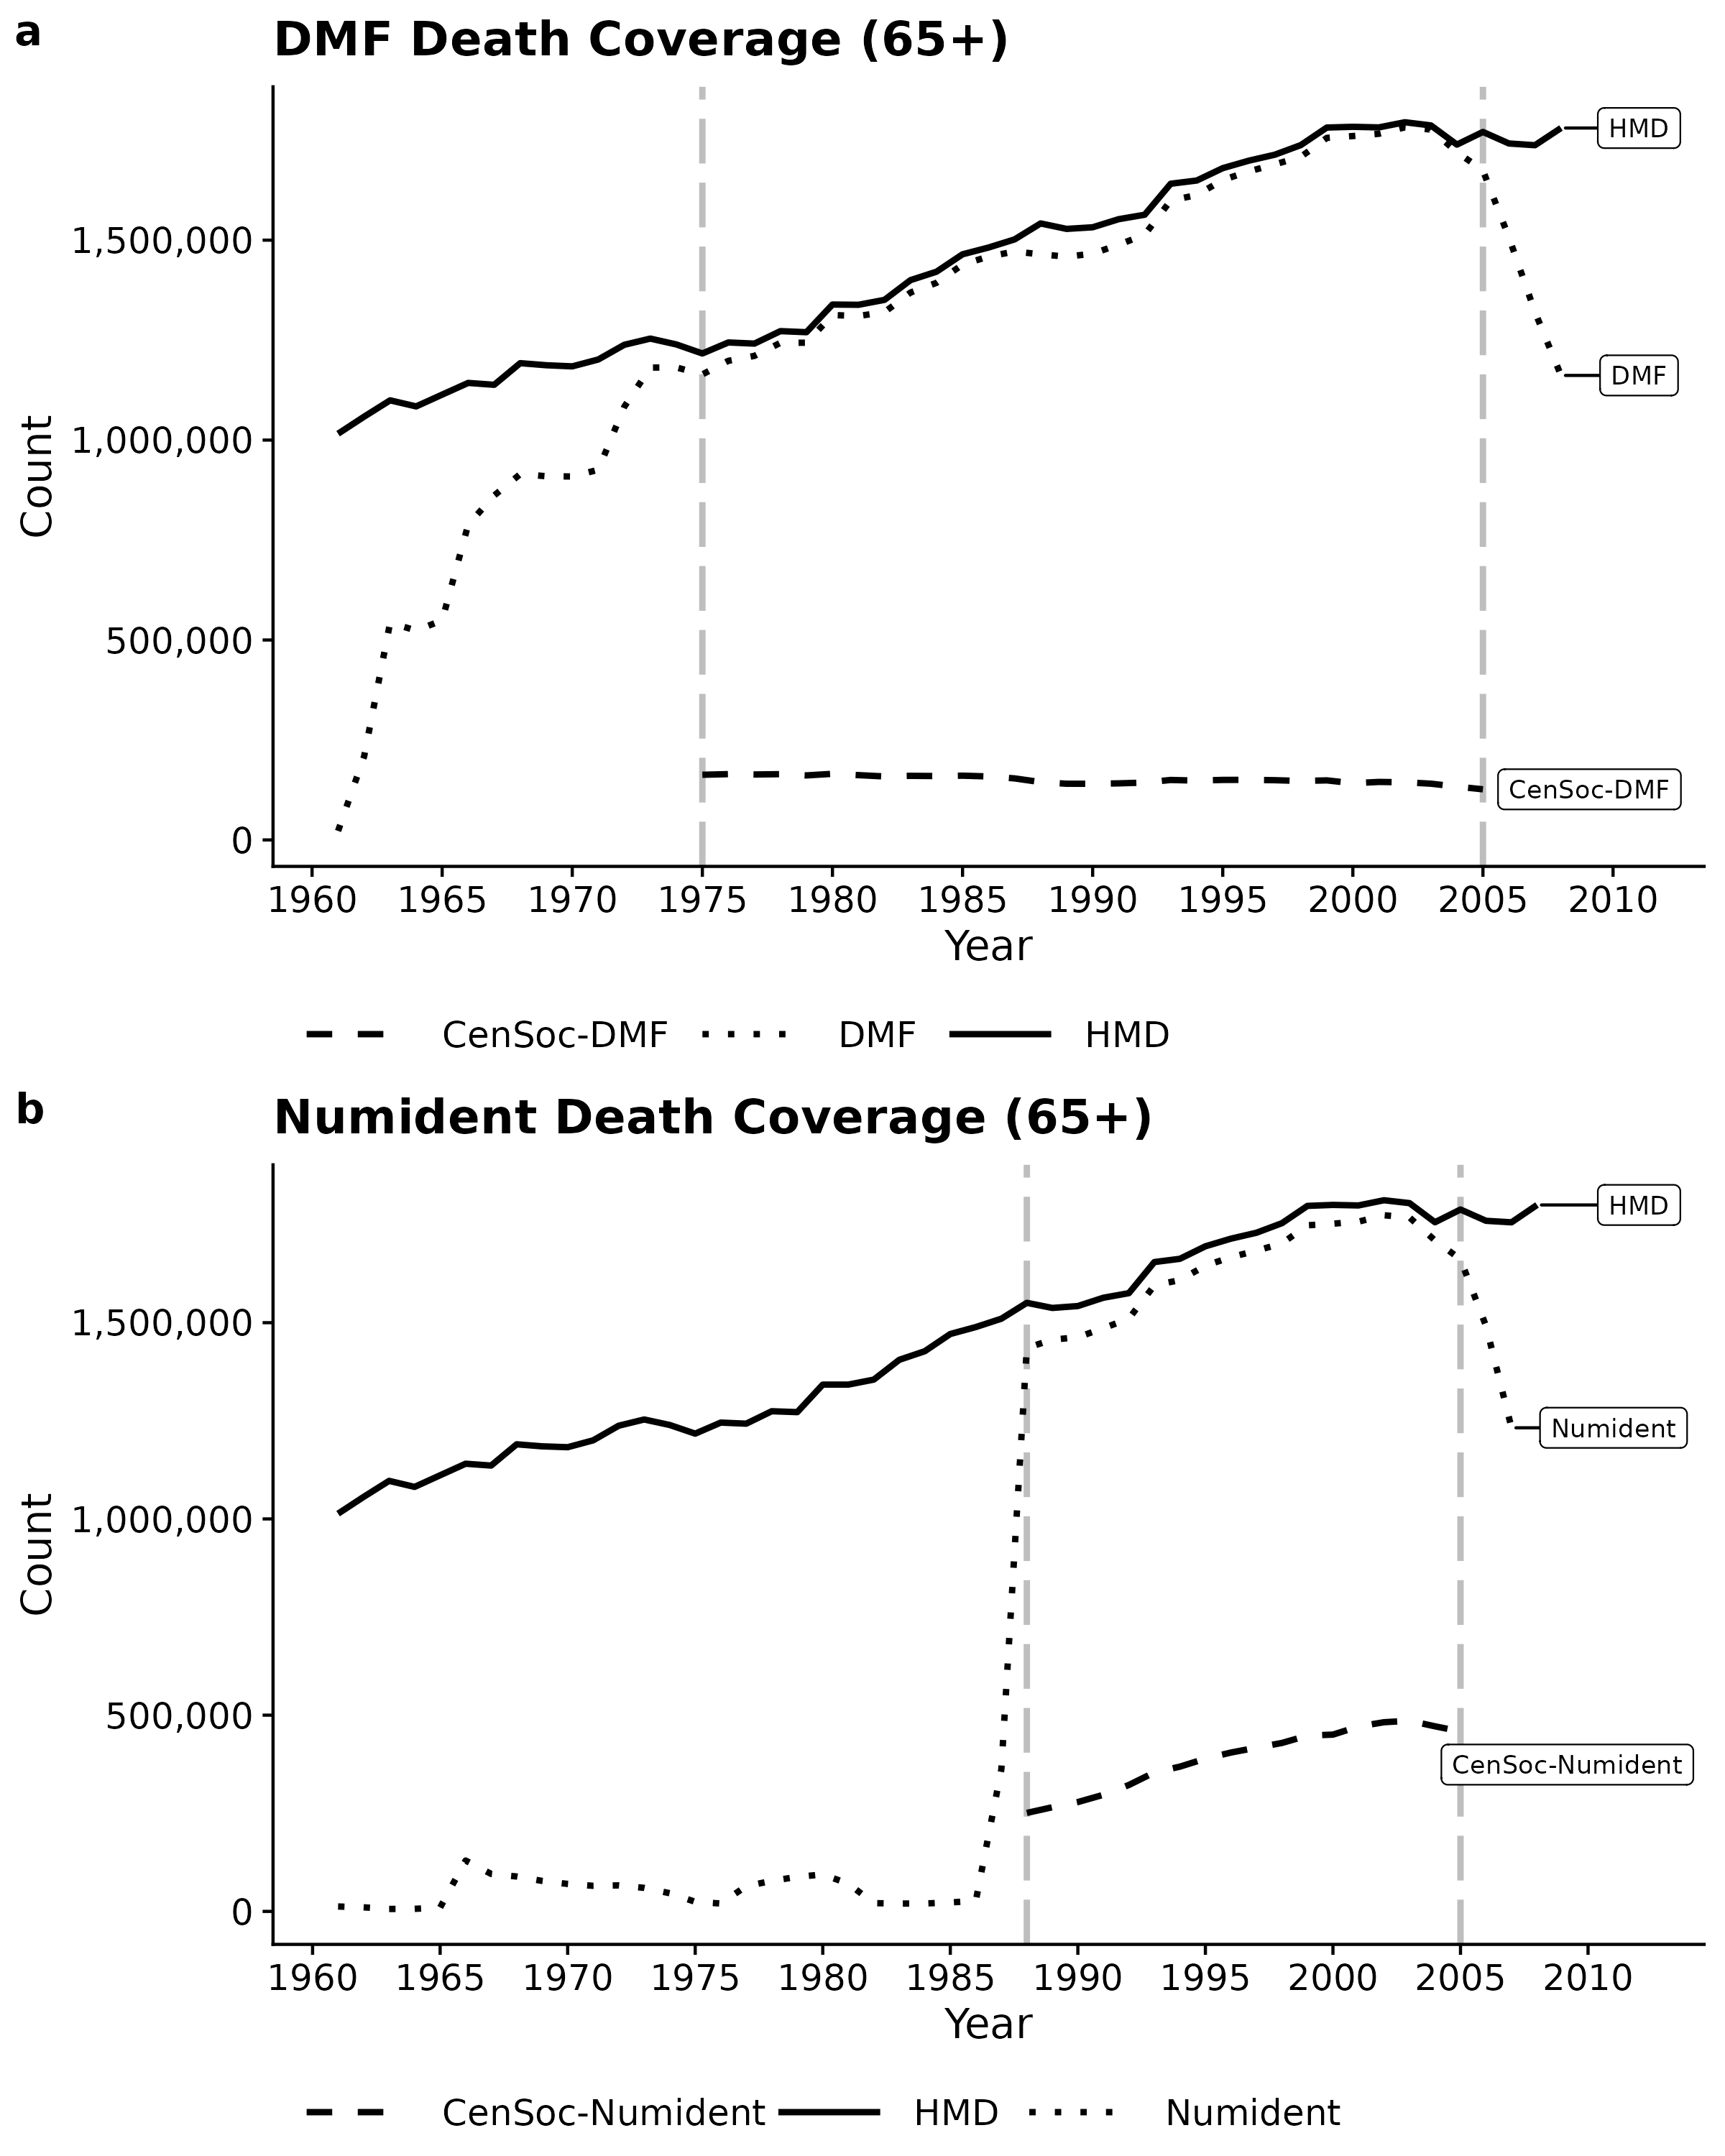 a
DMF Death Coverage (65+)
HMD
1,500,000
DMF
1,000,000
Count
500,000
CenSoc-DMF
0
1960 1965 1970 1975 1980 1985 1990 1995 2000 2005 2010
Year
CenSoc-DMF DMF HMD
b
Numident Death Coverage (65+)
HMD
1,500,000
Numident
1,000,000
Count
500,000
CenSoc-Numident
0
1960 1965 1970 1975 1980 1985 1990 1995 2000 2005 2010
Year
CenSoc-Numident HMD Numident